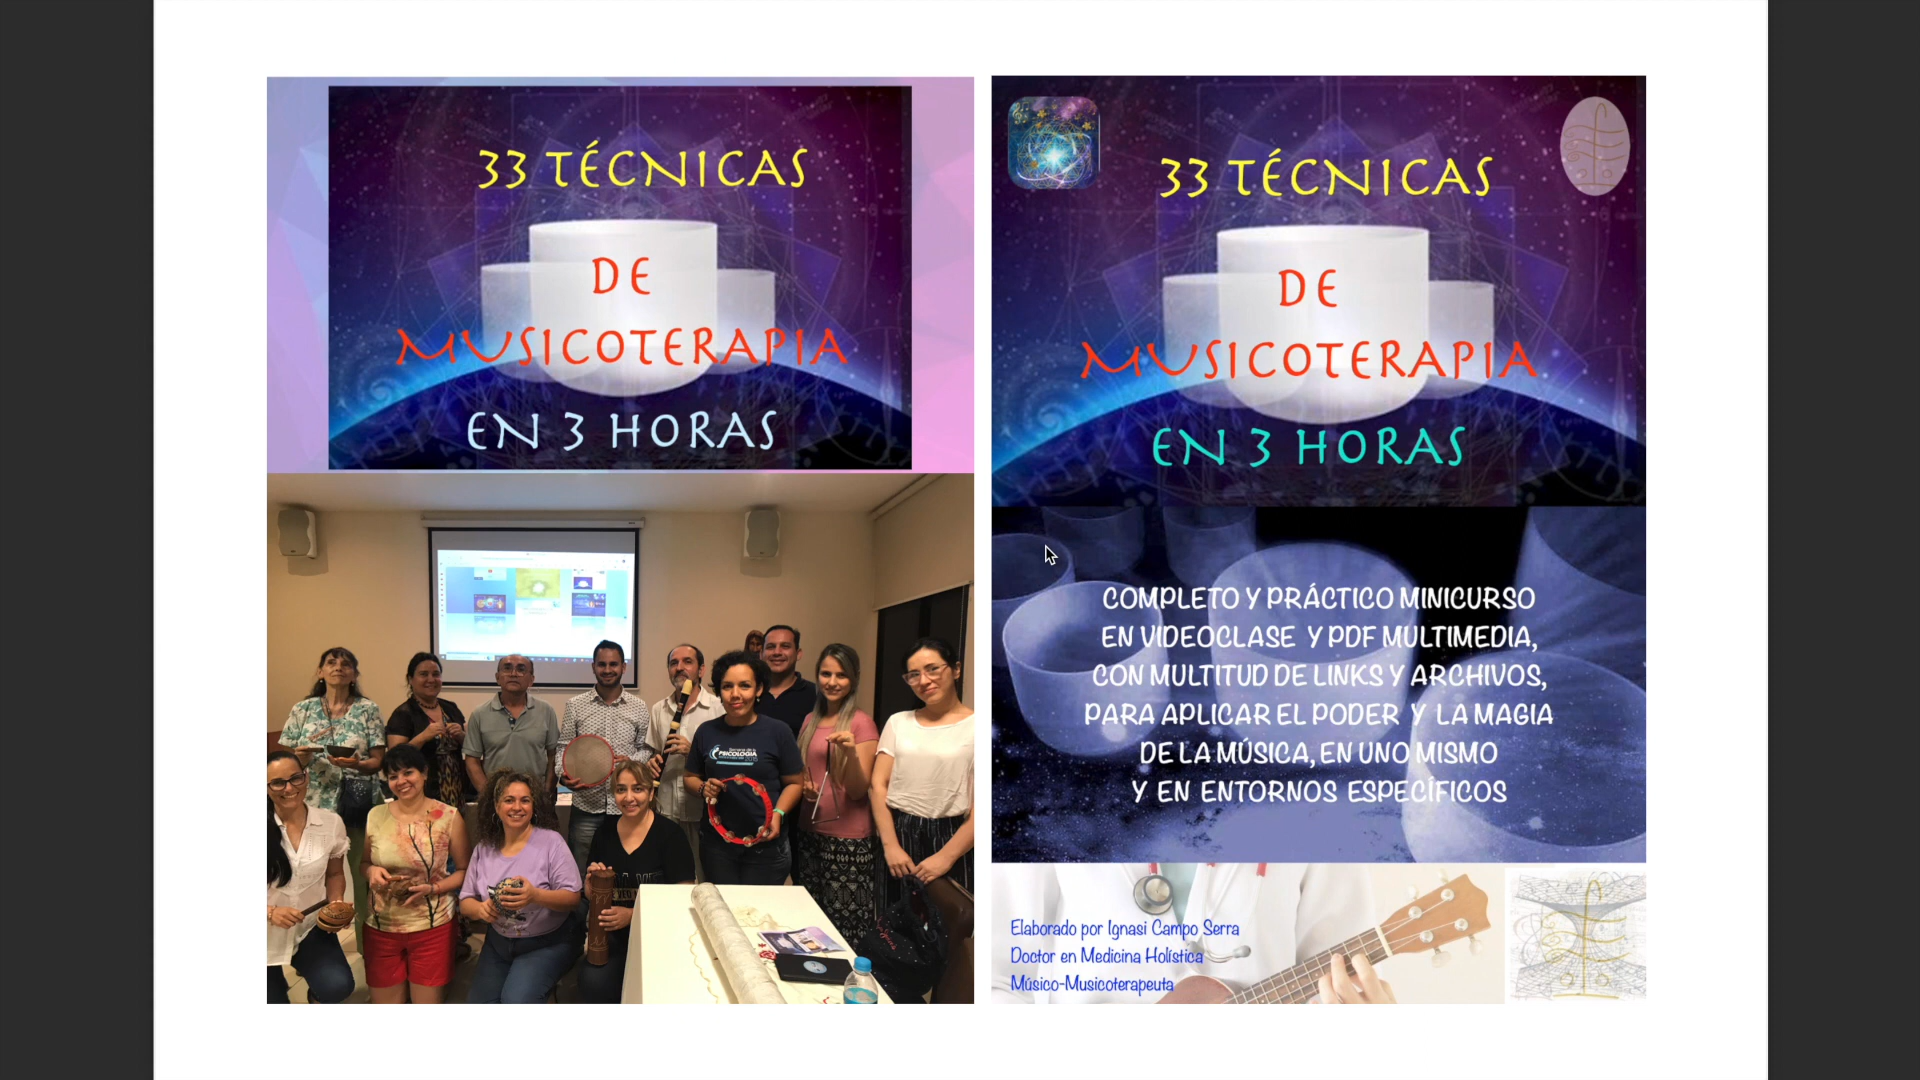 33 TÉCNICAS
DE
MUSICOTERAPIA
EN 3 HORAS
PSICOLOGIA
33 TÉCNICAS
DE
MUSICOTERAPIA
EN 3 HORAS
COMPLETO Y PRÁCTICO MINICURSO
EN VIDEOCLASE Y PDF MULTIMEDIA,
CON MULTITUD DE LINKS Y ARCHIVOS,
PARA APLICAR EL PODER Y LA MAGIA
DE LA MÚSICA, EN UNO MISMO
Y EN ENTORNOS ESPECÍFICOS
Elaborado por Ignasi Campo Serra
Doctor en Medicina Holística
Músico-Musicoterapeuta